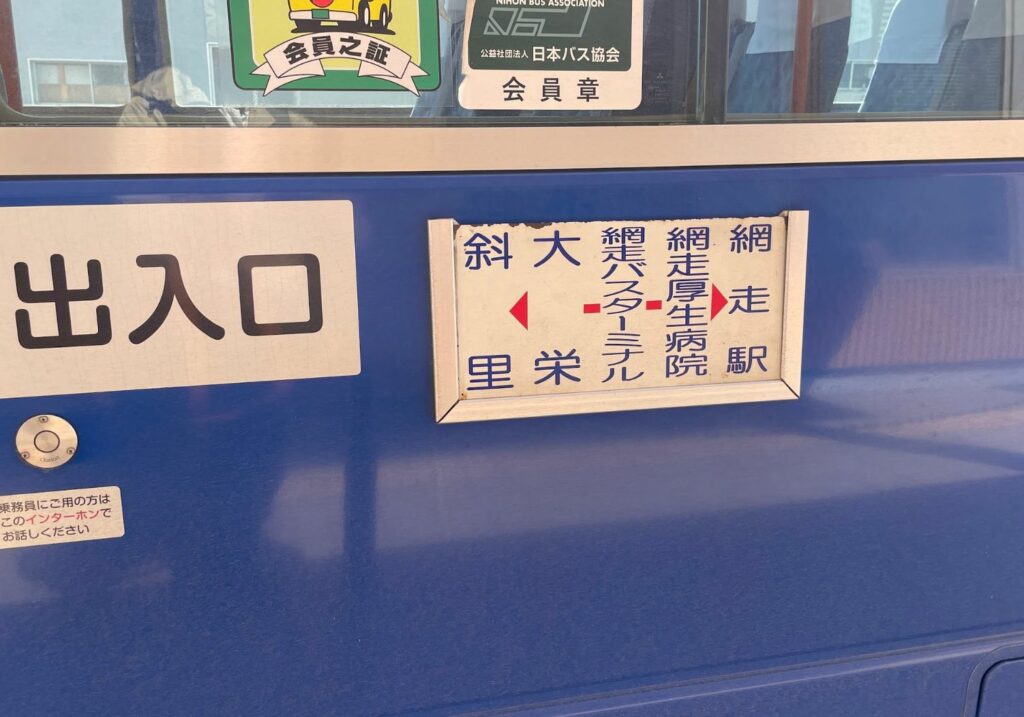 会員之証
NIHON BUS ASSOCIATION
公益社団法人 日本バス協会
会員章
出入口
網走駅
網走厚生病院
網走バスターミナル
大栄
斜里
乗務員にご用の方は
このインターホンで
お話しください